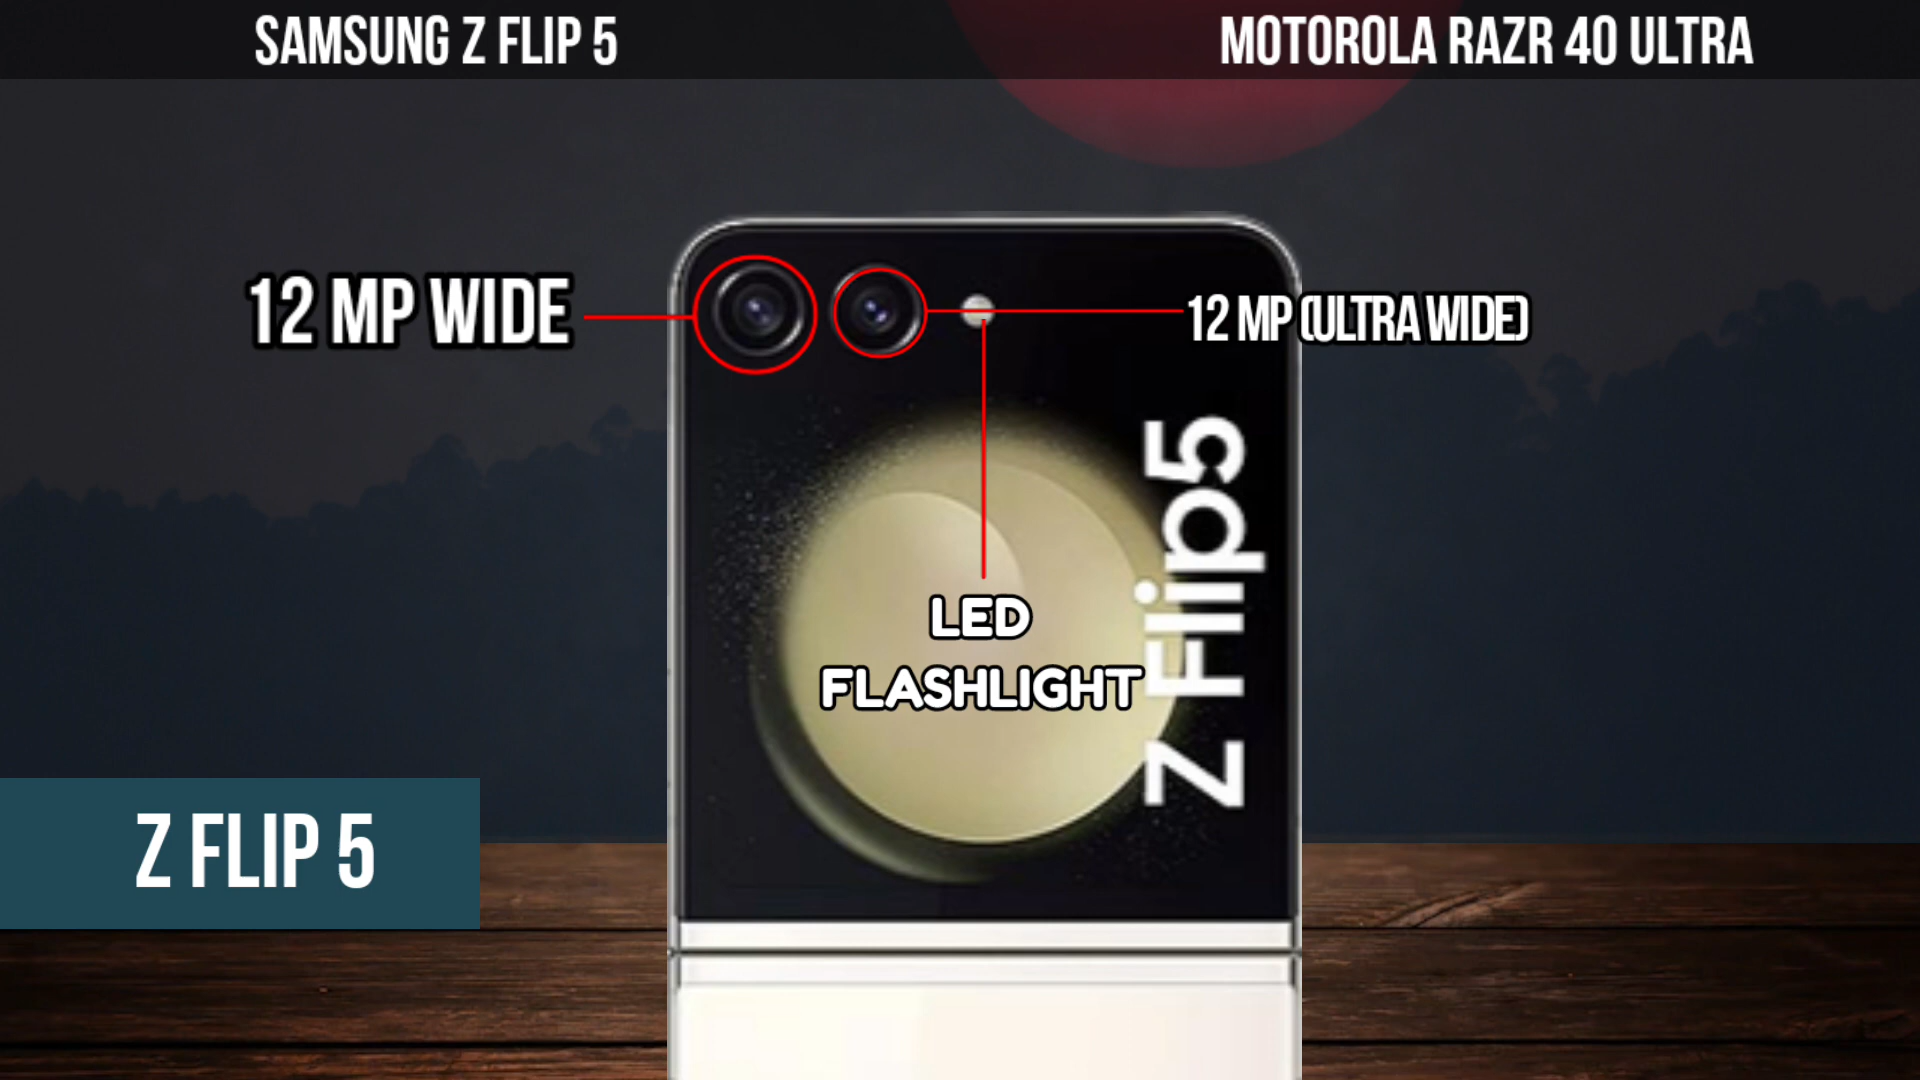 SAMSUNG Z FLIP 5
MOTOROLA RAZR 40 ULTRA
12 MP WIDE
12 MP (ULTRA WIDE)
Z Flip5
LED
FLASHLIGHT
Z FLIP 5